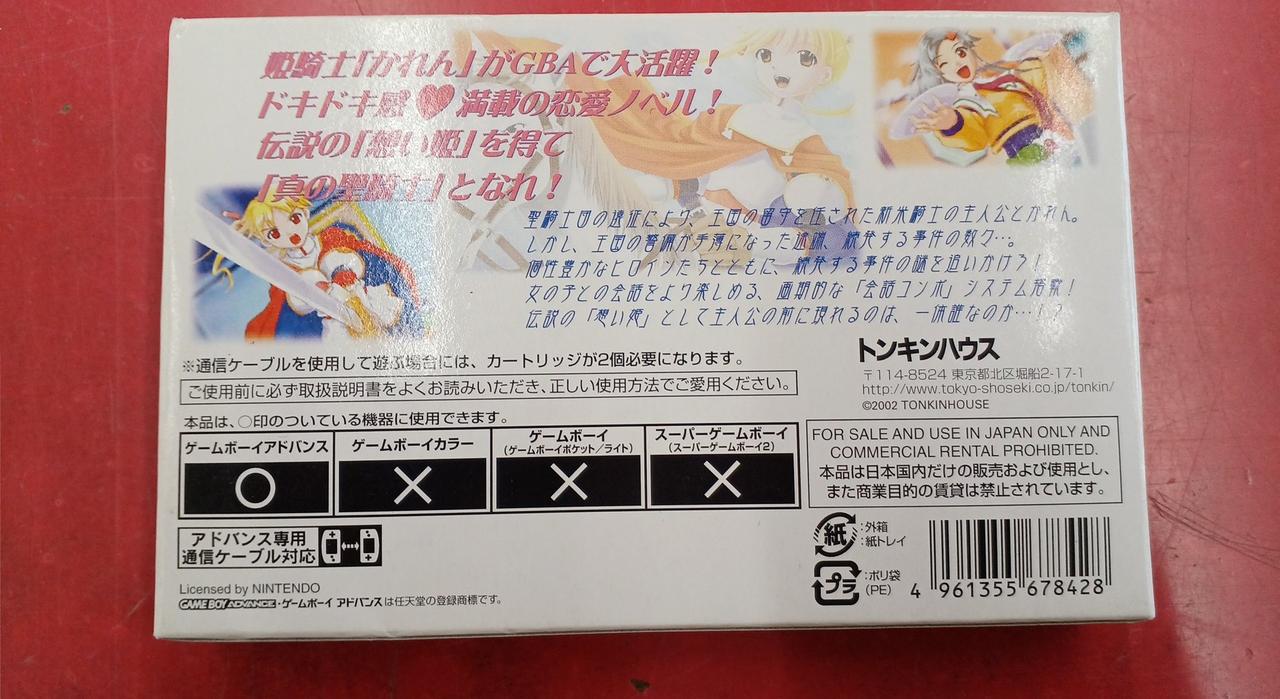 姫騎士「かれん」がGBAで大活躍!
ドキドキ感♥満載の恋愛ノベル!
伝説の「想い姫」を得て
「真の聖騎士」となれ!
聖騎士団の遠征により、王国の留守を任された新米騎士の主人公とかれん。
しかし、王国の警備が手薄になった途端、続発する事件の数々…。
個性豊かなヒロインたちとともに、続発する事件の謎を追いかけろ!
女の子との会話をより楽しめる、画期的な「会話コンボ」システム搭載!
伝説の「想い姫」として主人公の前に現れるのは、一体誰なのか…!?
※通信ケーブルを使用して遊ぶ場合には、カートリッジが2個必要になります。
ご使用前に必ず取扱説明書をよくお読みいただき、正しい使用方法でご愛用ください。
トンキンハウス
〒114-8524 東京都北区堀船2-17-1
http://www.tokyo-shoseki.co.jp/tonkin/
©2002 TONKINHOUSE
本品は、○印のついている機器に使用できます。
ゲームボーイアドバンス
○
ゲームボーイカラー
×
ゲームボーイ
(ゲームボーイポケット/ライト)
×
スーパーゲームボーイ
(スーパーゲームボーイ2)
×
FOR SALE AND USE IN JAPAN ONLY AND
COMMERCIAL RENTAL PROHIBITED.
本品は日本国内だけの販売および使用とし、
また商業目的の賃貸は禁止されています。
アドバンス専用
通信ケーブル対応
紙
:外箱
:紙トレイ
プラ
:ポリ袋
(PE)
4 961355 678428
Licensed by NINTENDO
GAME BOY ADVANCE・ゲームボーイ アドバンスは任天堂の登録商標です。